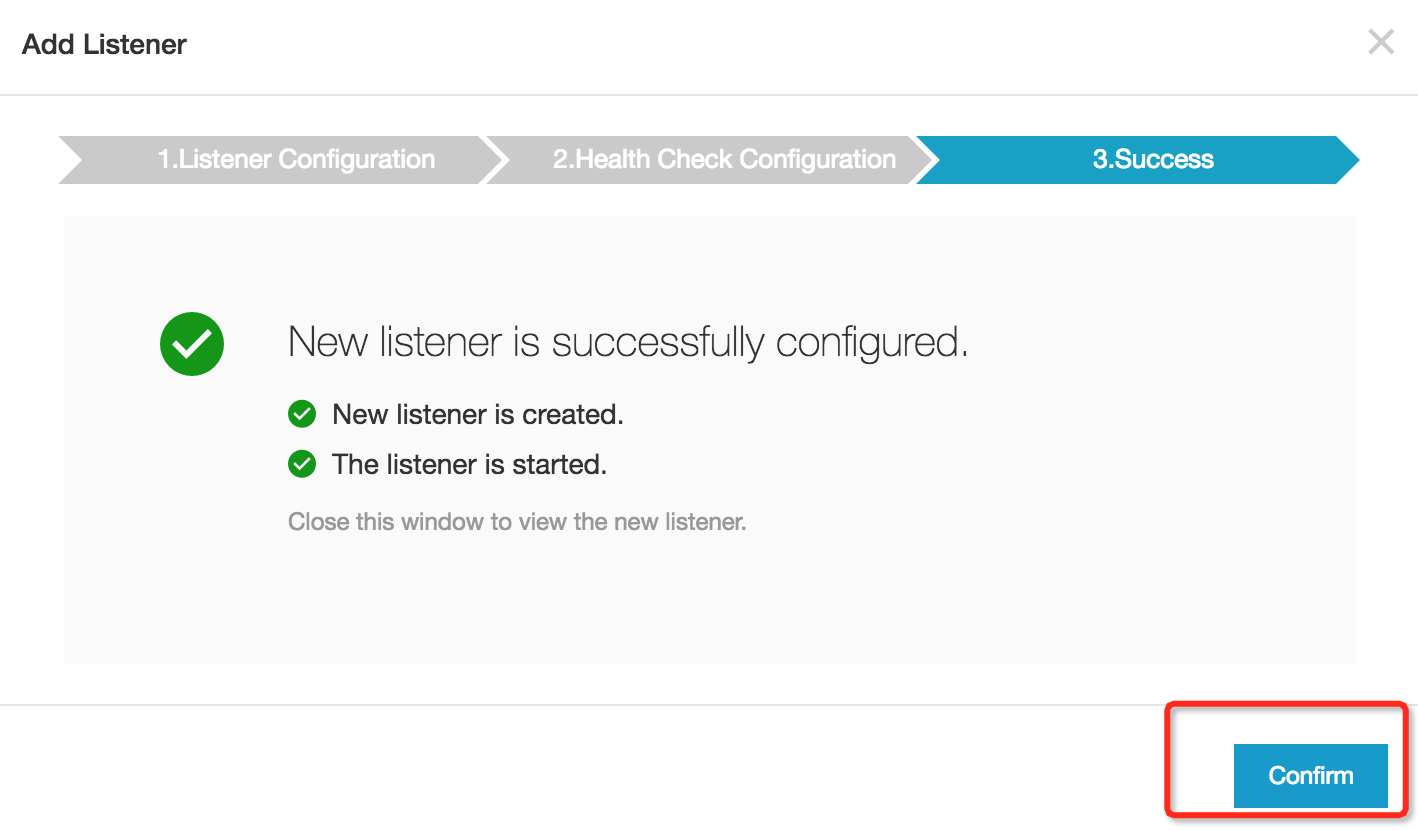 Add Listener
1.Listener Configuration
2.Health Check Configuration
3.Success
New listener is successfully configured.
New listener is created.
The listener is started.
Close this window to view the new listener.
Confirm